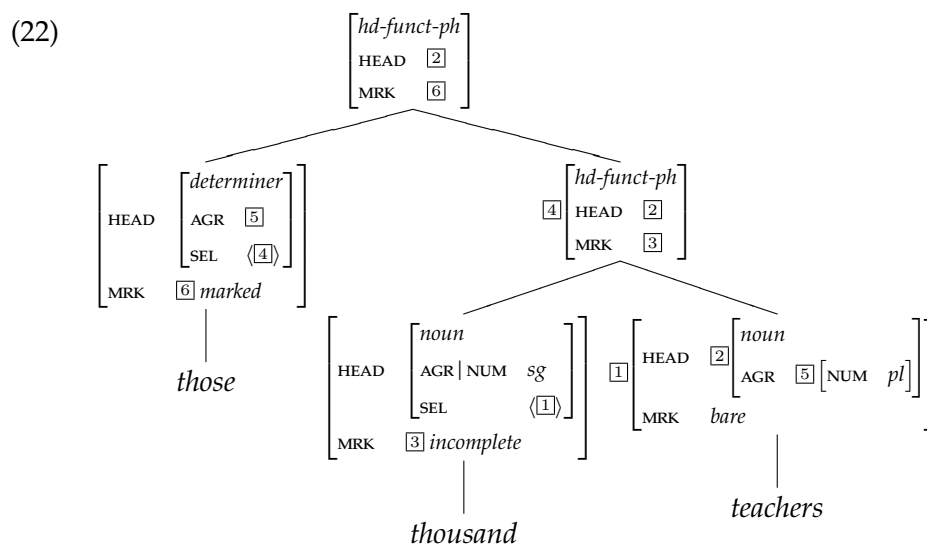 (22)
hd-funct-ph
HEAD 2
MRK 6
determiner
HEAD AGR 5
SEL ⟨4⟩
MRK 6 marked
those
hd-funct-ph
4 HEAD 2
MRK 3
noun
HEAD AGR|NUM sg
SEL ⟨1⟩
MRK 3 incomplete
thousand
noun
1 HEAD 2 AGR 5 [NUM pl]
MRK bare
teachers